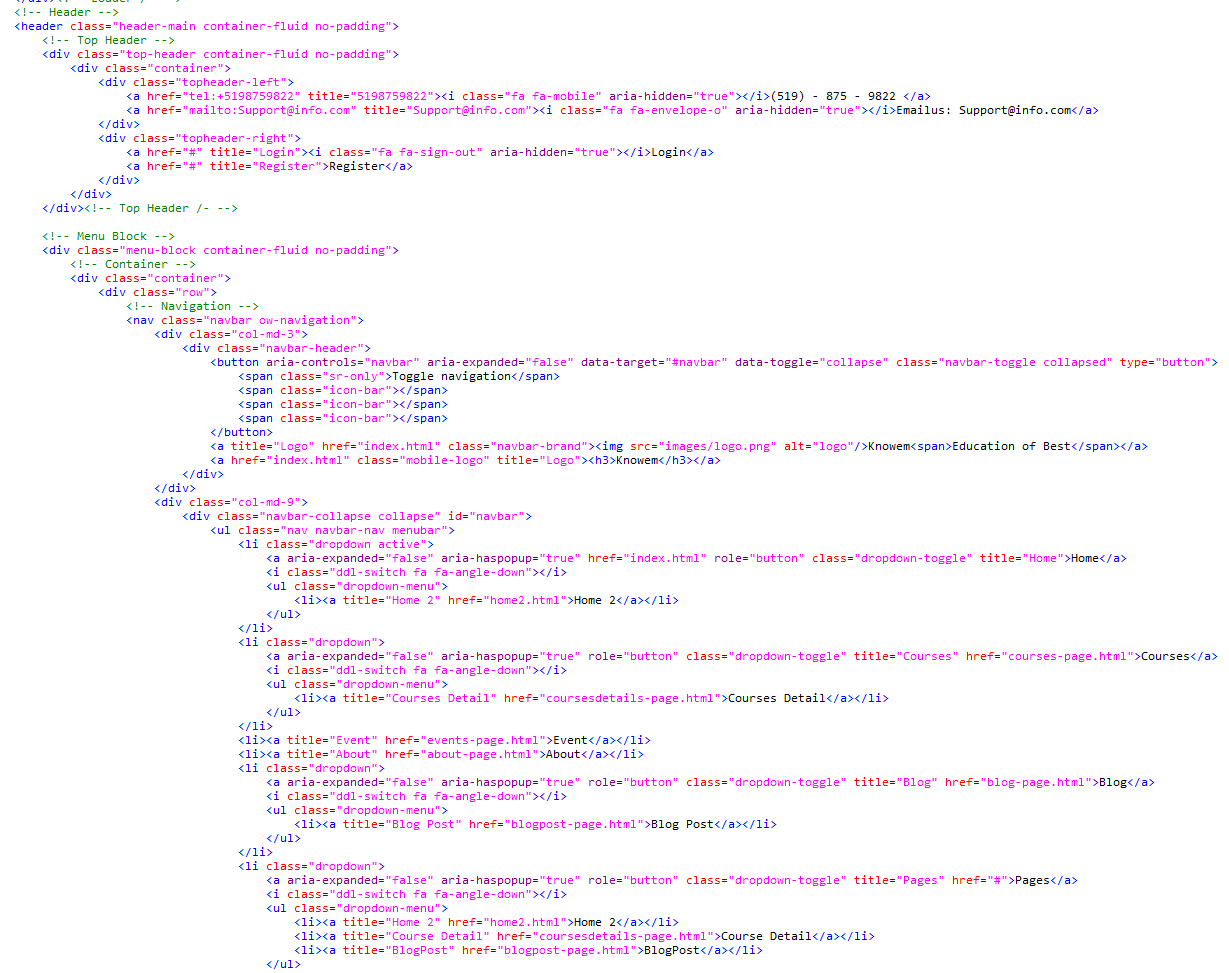 <!-- Header -->
<header class="header-main container-fluid no-padding">
<!-- Top Header -->
<div class="top-header container-fluid no-padding">
<div class="container">
<div class="topheader-left">
<a href="tel:+5198759822" title="5198759822"><i class="fa fa-mobile" aria-hidden="true"></i>(519) - 875 - 9822 </a>
<a href="mailto:Support@info.com" title="Support@info.com"><i class="fa fa-envelope-o" aria-hidden="true"></i>Emailus: Support@info.com</a>
</div>
<div class="topheader-right">
<a href="#" title="Login"><i class="fa fa-sign-out" aria-hidden="true"></i>Login</a>
<a href="#" title="Register">Register</a>
</div>
</div>
</div><!-- Top Header /- -->
<!-- Menu Block -->
<div class="menu-block container-fluid no-padding">
<!-- Container -->
<div class="container">
<div class="row">
<!-- Navigation -->
<nav class="navbar ow-navigation">
<div class="col-md-3">
<div class="navbar-header">
<button aria-controls="navbar" aria-expanded="false" data-target="#navbar" data-toggle="collapse" class="navbar-toggle collapsed" type="button">
<span class="sr-only">Toggle navigation</span>
<span class="icon-bar"></span>
<span class="icon-bar"></span>
<span class="icon-bar"></span>
</button>
<a title="Logo" href="index.html" class="navbar-brand"><img src="images/logo.png" alt="logo"/>Knowem<span>Education of Best</span></a>
<a href="index.html" class="mobile-logo" title="Logo"><h3>Knowem</h3></a>
</div>
</div>
<div class="col-md-9">
<div class="navbar-collapse collapse" id="navbar">
<ul class="nav navbar-nav menubar">
<li class="dropdown active">
<a aria-expanded="false" aria-haspopup="true" href="index.html" role="button" class="dropdown-toggle" title="Home">Home</a>
<i class="ddl-switch fa fa-angle-down"></i>
<ul class="dropdown-menu">
<li><a title="Home 2" href="home2.html">Home 2</a></li>
</ul>
</li>
<li class="dropdown">
<a aria-expanded="false" aria-haspopup="true" role="button" class="dropdown-toggle" title="Courses" href="courses-page.html">Courses</a>
<i class="ddl-switch fa fa-angle-down"></i>
<ul class="dropdown-menu">
<li><a title="Courses Detail" href="coursesdetails-page.html">Courses Detail</a></li>
</ul>
</li>
<li><a title="Event" href="events-page.html">Event</a></li>
<li><a title="About" href="about-page.html">About</a></li>
<li class="dropdown">
<a aria-expanded="false" aria-haspopup="true" role="button" class="dropdown-toggle" title="Blog" href="blog-page.html">Blog</a>
<i class="ddl-switch fa fa-angle-down"></i>
<ul class="dropdown-menu">
<li><a title="Blog Post" href="blogpost-page.html">Blog Post</a></li>
</ul>
</li>
<li class="dropdown">
<a aria-expanded="false" aria-haspopup="true" role="button" class="dropdown-toggle" title="Pages" href="#">Pages</a>
<i class="ddl-switch fa fa-angle-down"></i>
<ul class="dropdown-menu">
<li><a title="Home 2" href="home2.html">Home 2</a></li>
<li><a title="Course Detail" href="coursesdetails-page.html">Course Detail</a></li>
<li><a title="BlogPost" href="blogpost-page.html">BlogPost</a></li>
</ul>